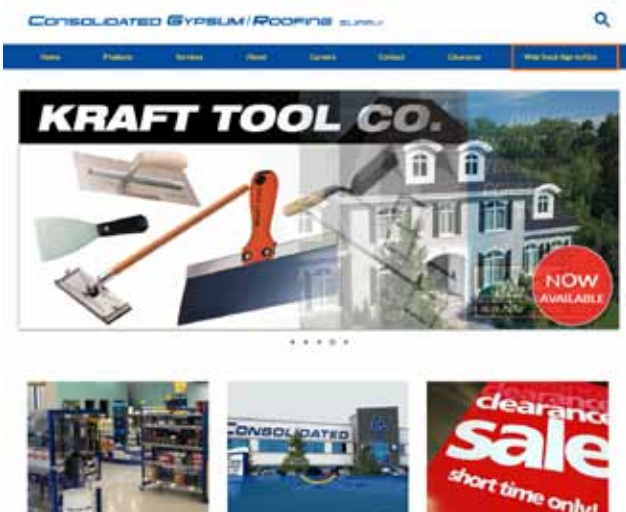 CONSOLIDATED GYPSUM/ROOFING SUPPLY
Home Products Services About Careers Contact Clearance
KRAFT TOOL CO.
NOW
AVAILABLE
CONSOLIDATED
clearance
clearance
sale
short time only!